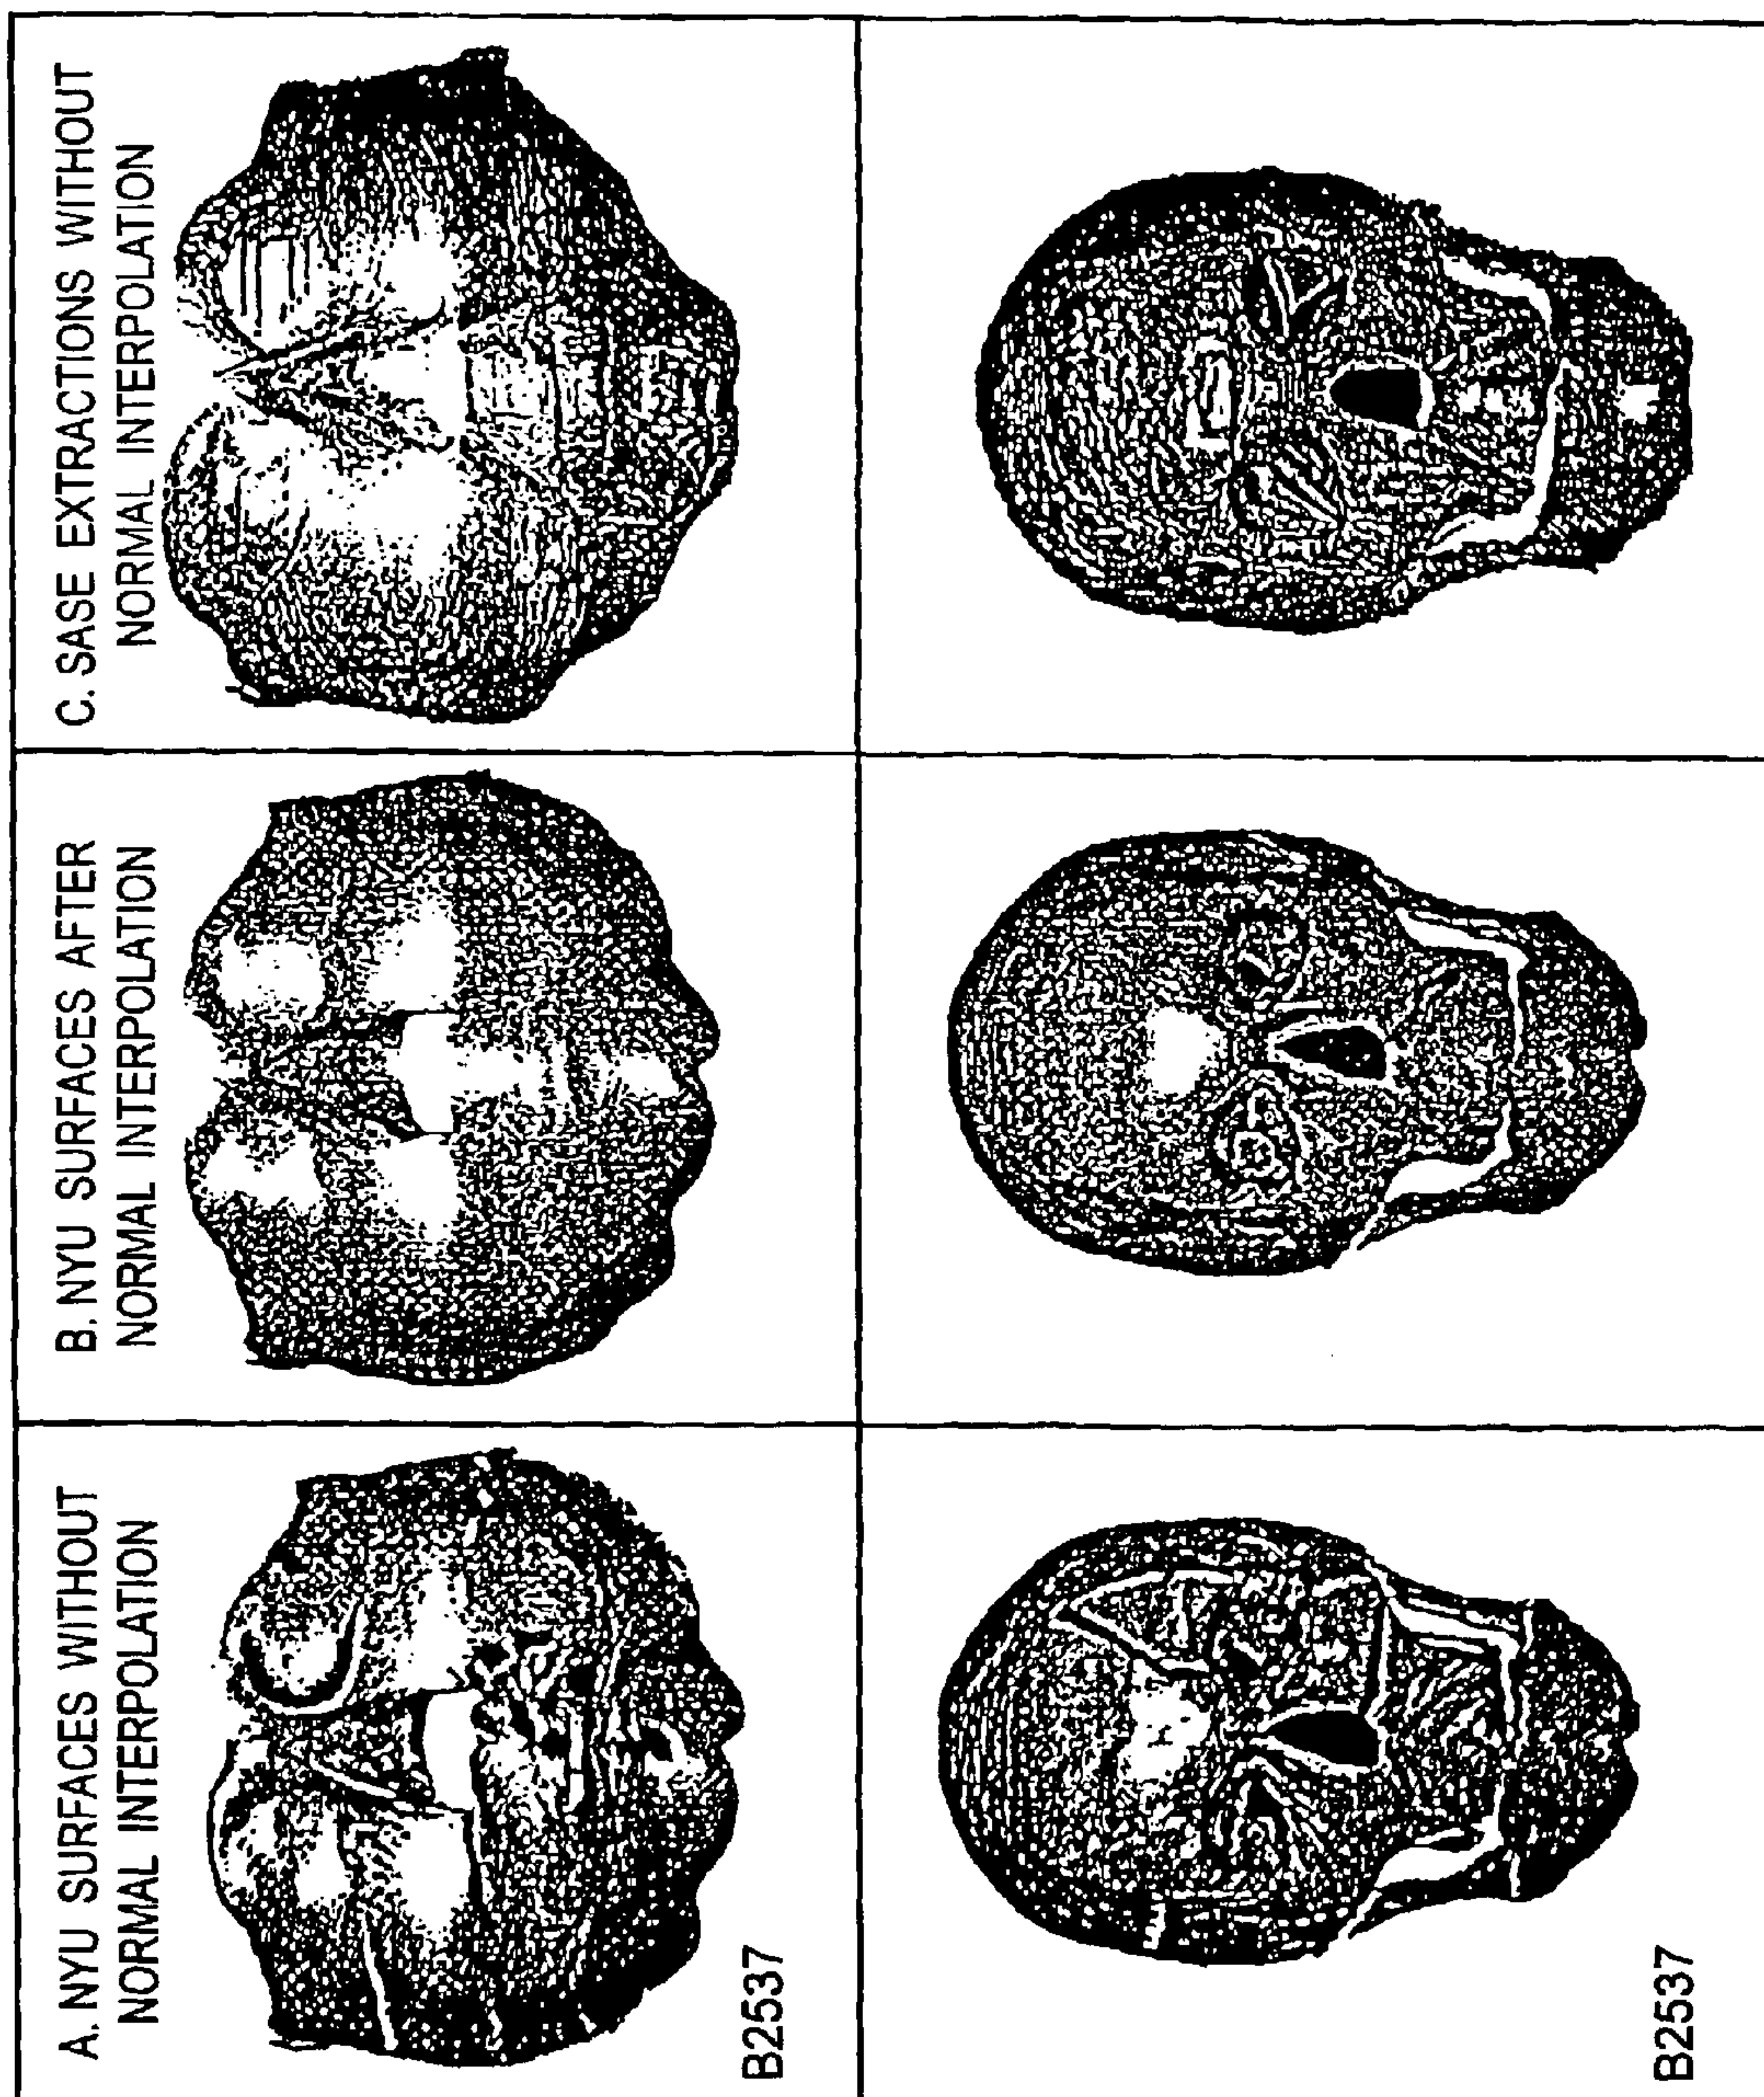 A. NYU SURFACES WITHOUT
NORMAL INTERPOLATION
B. NYU SURFACES AFTER
NORMAL INTERPOLATION
C. SASE EXTRACTIONS WITHOUT
NORMAL INTERPOLATION
B2537
B2537